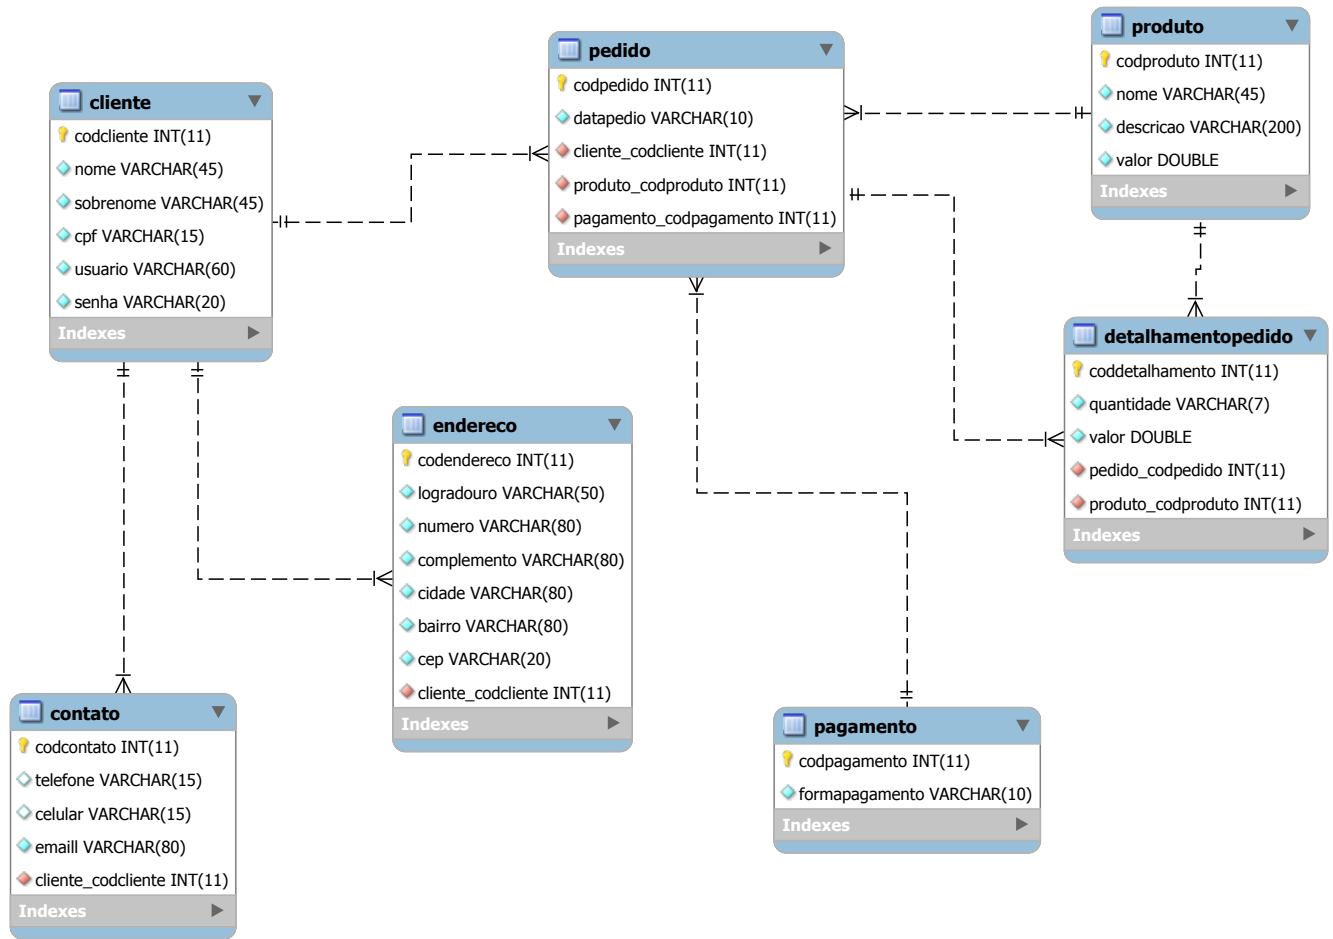 cliente
codcliente INT(11)
nome VARCHAR(45)
sobrenome VARCHAR(45)
cpf VARCHAR(15)
usuario VARCHAR(60)
senha VARCHAR(20)
Indexes
pedido
codpedido INT(11)
datapedio VARCHAR(10)
cliente_codcliente INT(11)
produto_codproduto INT(11)
pagamento_codpagamento INT(11)
Indexes
produto
codproduto INT(11)
nome VARCHAR(45)
descricao VARCHAR(200)
valor DOUBLE
Indexes
detalhamentopedido
coddetalhamento INT(11)
quantidade VARCHAR(7)
valor DOUBLE
pedido_codpedido INT(11)
produto_codproduto INT(11)
Indexes
endereco
codendereco INT(11)
logradouro VARCHAR(50)
numero VARCHAR(80)
complemento VARCHAR(80)
cidade VARCHAR(80)
bairro VARCHAR(80)
cep VARCHAR(20)
cliente_codcliente INT(11)
Indexes
contato
codcontato INT(11)
telefone VARCHAR(15)
celular VARCHAR(15)
emaill VARCHAR(80)
cliente_codcliente INT(11)
Indexes
pagamento
codpagamento INT(11)
formapagamento VARCHAR(10)
Indexes